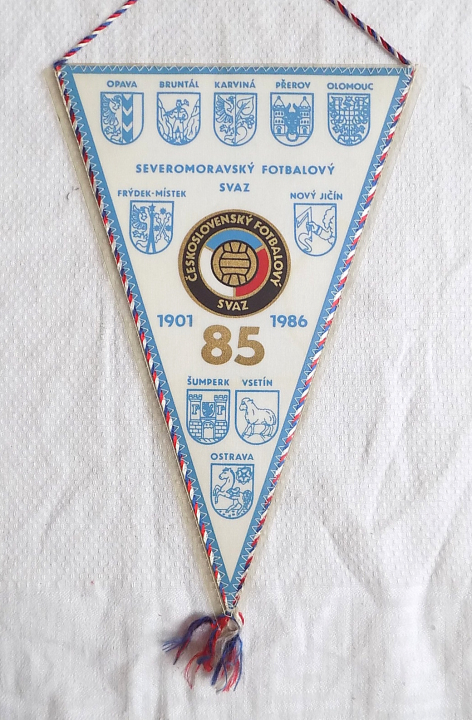 OPAVA BRUNTÁL KARVINÁ PŘEROV OLOMOUC
SEVEROMORAVSKÝ FOTBALOVÝ
SVAZ
FRÝDEK-MÍSTEK NOVÝ JIČÍN
ČESKOSLOVENSKÝ FOTBALOVÝ
SVAZ
1901 1986
85
ŠUMPERK VSETÍN
OSTRAVA